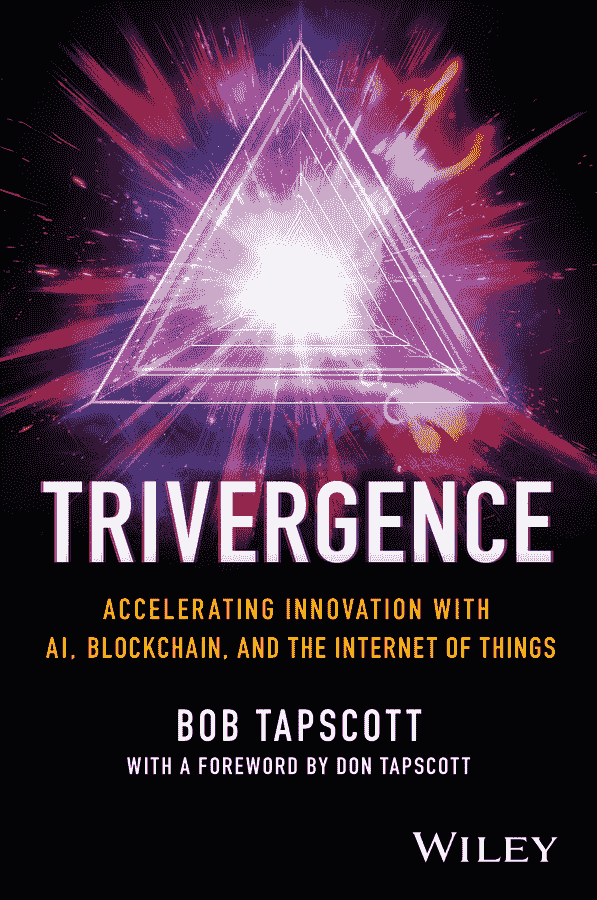 TRIVERGENCE
ACCELERATING INNOVATION WITH
AI, BLOCKCHAIN, AND THE INTERNET OF THINGS
BOB TAPSCOTT
WITH A FOREWORD BY DON TAPSCOTT
WILEY